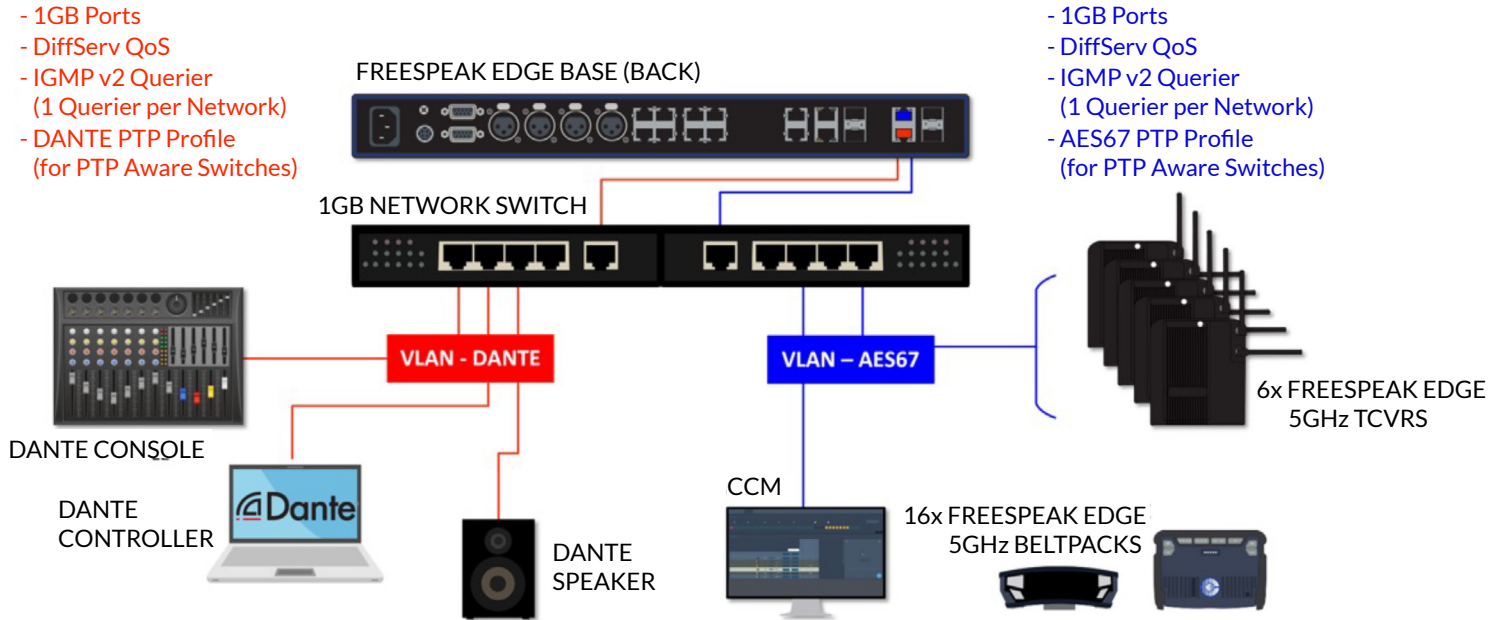 - 1GB Ports
- DiffServ QoS
- IGMP v2 Querier
(1 Querier per Network)
- DANTE PTP Profile
(for PTP Aware Switches)
- 1GB Ports
- DiffServ QoS
- IGMP v2 Querier
(1 Querier per Network)
- AES67 PTP Profile
(for PTP Aware Switches)
FREESPEAK EDGE BASE (BACK)
1GB NETWORK SWITCH
VLAN - DANTE
VLAN – AES67
6x FREESPEAK EDGE
5GHz TCVRS
DANTE CONSOLE
Dante
DANTE
CONTROLLER
DANTE
SPEAKER
CCM
16x FREESPEAK EDGE
5GHz BELTPACKS